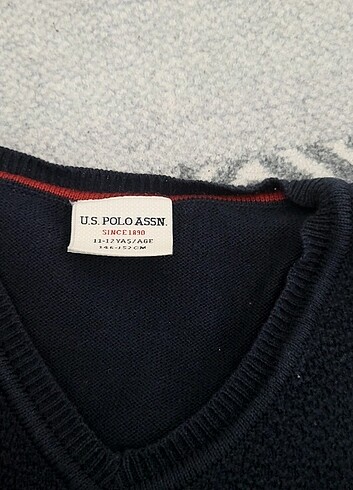 U.S. POLO ASSN.
SINCE 1890
11-12 YAŞ/AGE
146-152 CM